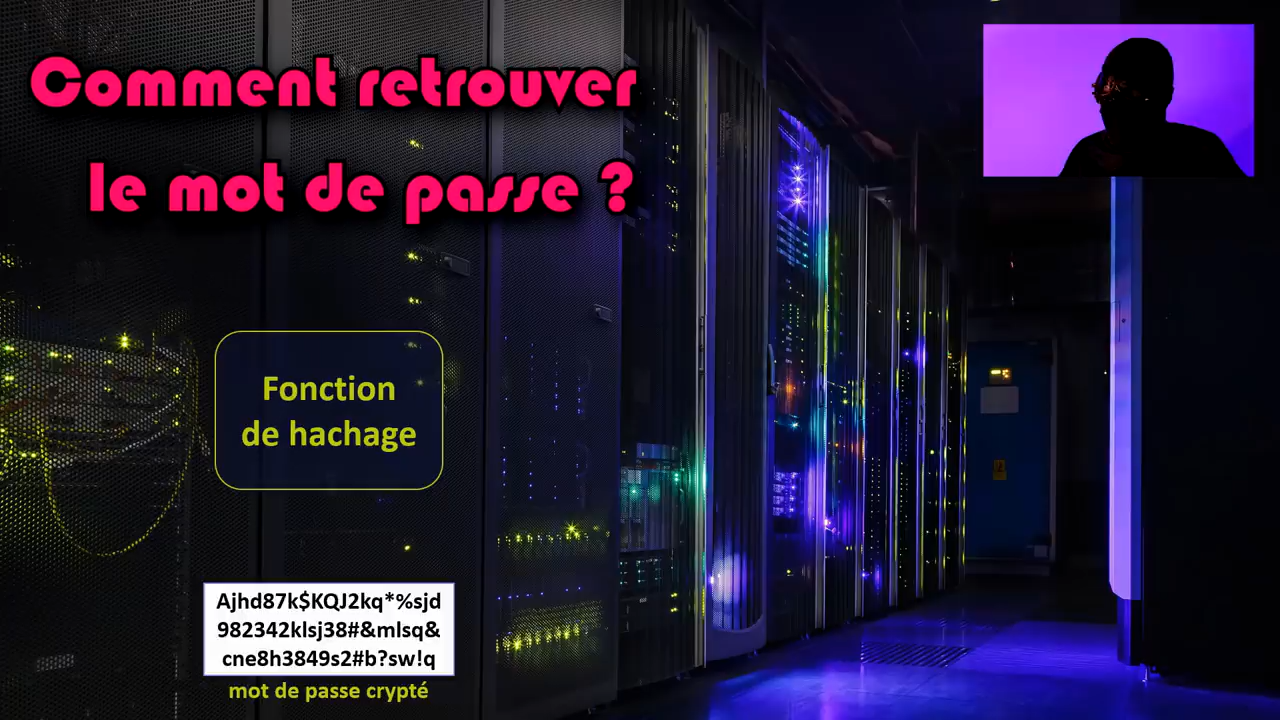 Comment retrouver
le mot de passe ?
Fonction
de hachage
Ajhd87k$KQJ2kq*%sjd
982342klsj38#&mlsq&
cne8h3849s2#b?sw!q
mot de passe crypté